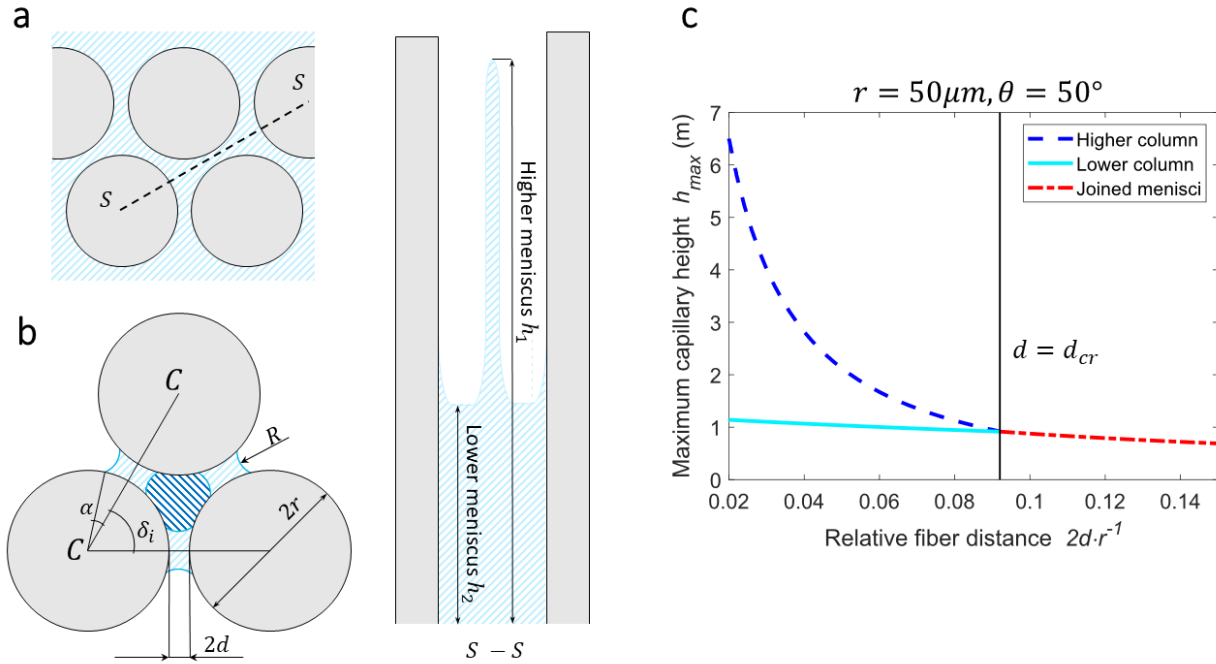 a
S
S
Higher meniscus h₁
Lower meniscus h₂
S – S
b
C
R
α
δᵢ
C
2r
2d
c
r = 50μm, θ = 50°
Maximum capillary height h_max (m)
7
6
5
4
3
2
1
0
Higher column
Lower column
Joined menisci
d = d_cr
0.02
0.04
0.06
0.08
0.1
0.12
0.14
Relative fiber distance 2d·r⁻¹